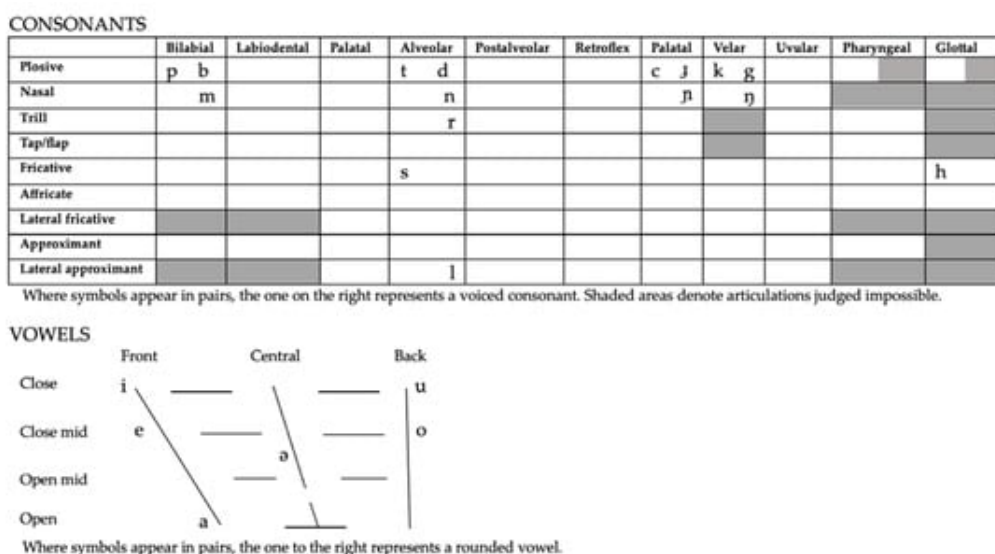 CONSONANTS
Bilabial Labiodental Palatal Alveolar Postalveolar Retroflex Palatal Velar Uvular Pharyngeal Glottal
Plosive p b t d c ɟ k g
Nasal m n ɲ ŋ
Trill r
Tap/flap
Fricative s h
Affricate
Lateral fricative
Approximant
Lateral approximant l
Where symbols appear in pairs, the one on the right represents a voiced consonant. Shaded areas denote articulations judged impossible.
VOWELS
Front Central Back
Close i u
Close mid e o
ə
Open mid
Open a
Where symbols appear in pairs, the one to the right represents a rounded vowel.